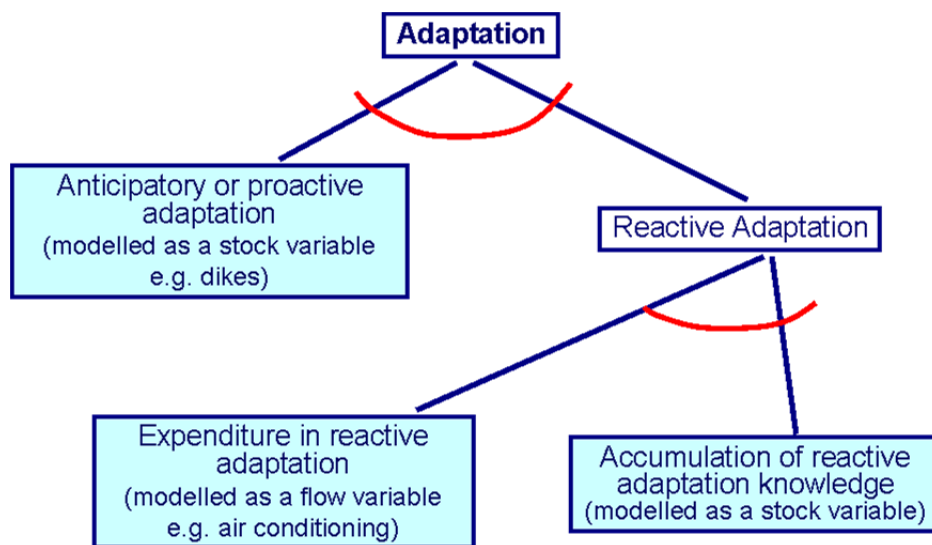 Adaptation
Anticipatory or proactive
adaptation
(modelled as a stock variable
e.g. dikes)
Reactive Adaptation
Expenditure in reactive
adaptation
(modelled as a flow variable
e.g. air conditioning)
Accumulation of reactive
adaptation knowledge
(modelled as a stock variable)